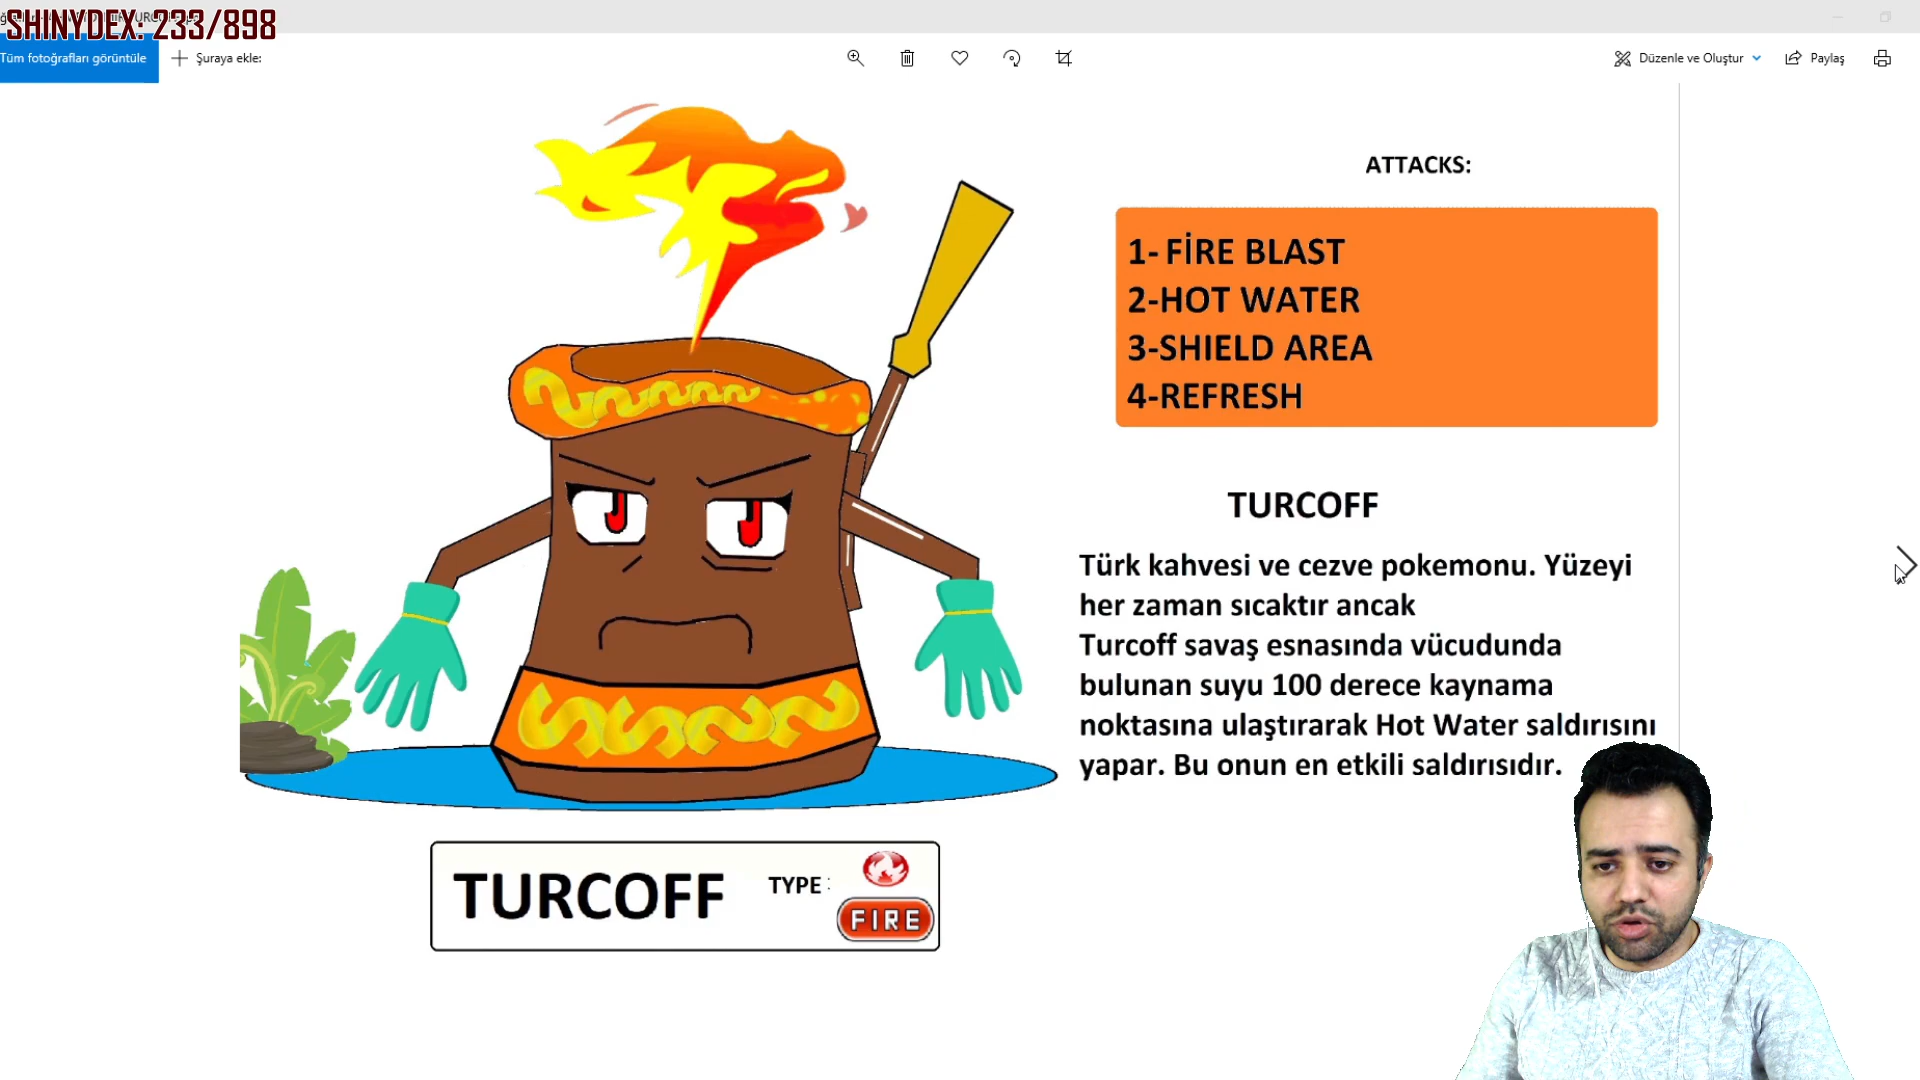 SHINYDEX: 233/898
Tüm fotoğrafları görüntüle
Şuraya ekle:
Düzenle ve Oluştur
Paylaş
ATTACKS:
1- FİRE BLAST
2-HOT WATER
3-SHIELD AREA
4-REFRESH
TURCOFF
Türk kahvesi ve cezve pokemonu. Yüzeyi
her zaman sıcaktır ancak
Turcoff savaş esnasında vücudunda
bulunan suyu 100 derece kaynama
noktasına ulaştırarak Hot Water saldırısını
yapar. Bu onun en etkili saldırısıdır.
TURCOFF
TYPE :
FIRE